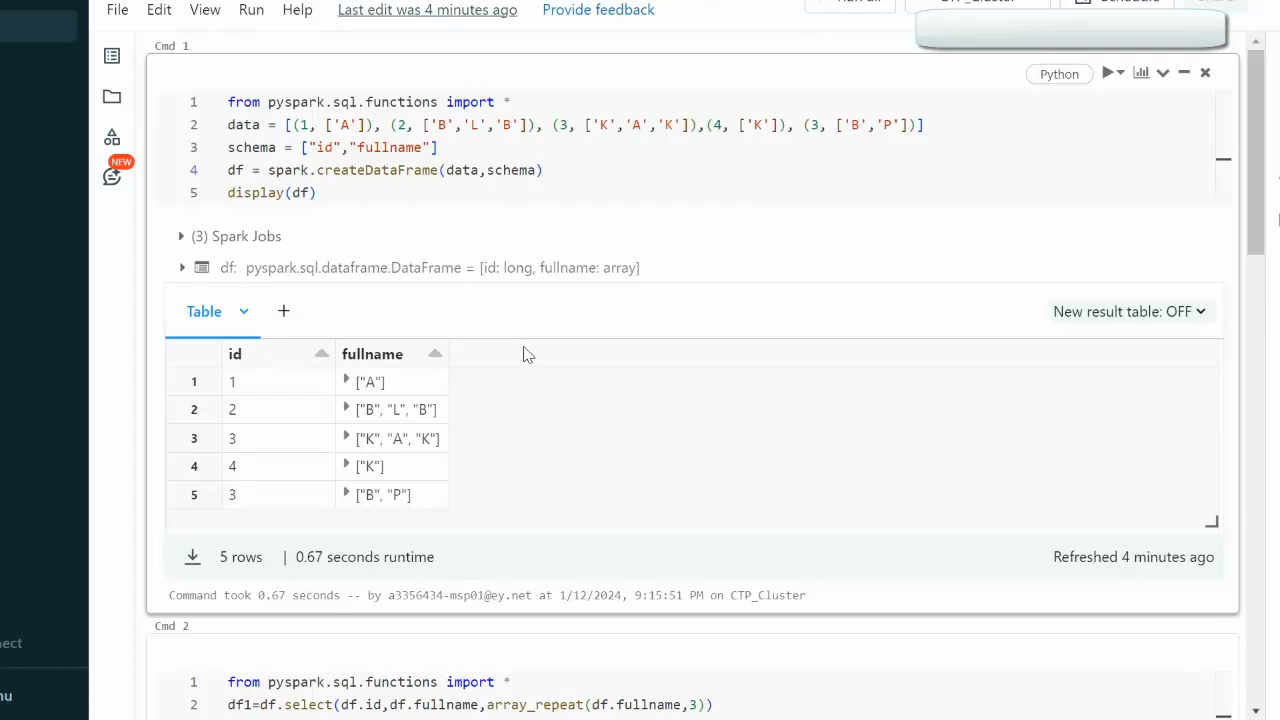 File Edit View Run Help Last edit was 4 minutes ago Provide feedback
Cmd 1
Python
1 from pyspark.sql.functions import *
2 data = [(1, ['A']), (2, ['B','L','B']), (3, ['K','A','K']),(4, ['K']), (3, ['B','P'])]
3 schema = ["id","fullname"]
4 df = spark.createDataFrame(data,schema)
5 display(df)
NEW
(3) Spark Jobs
df: pyspark.sql.dataframe.DataFrame = [id: long, fullname: array]
Table + New result table: OFF
id fullname
1 1 ["A"]
2 2 ["B", "L", "B"]
3 3 ["K", "A", "K"]
4 4 ["K"]
5 3 ["B", "P"]
5 rows | 0.67 seconds runtime Refreshed 4 minutes ago
Command took 0.67 seconds -- by a3356434-msp01@ey.net at 1/12/2024, 9:15:51 PM on CTP_Cluster
Cmd 2
1 from pyspark.sql.functions import *
2 df1=df.select(df.id,df.fullname,array_repeat(df.fullname,3))